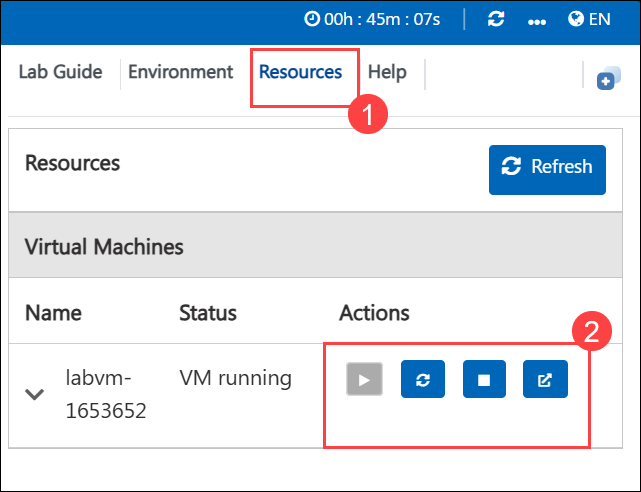 00h : 45m : 07s EN
Lab Guide Environment Resources Help
1
Resources Refresh
Virtual Machines
Name Status Actions
2
labvm- VM running
1653652